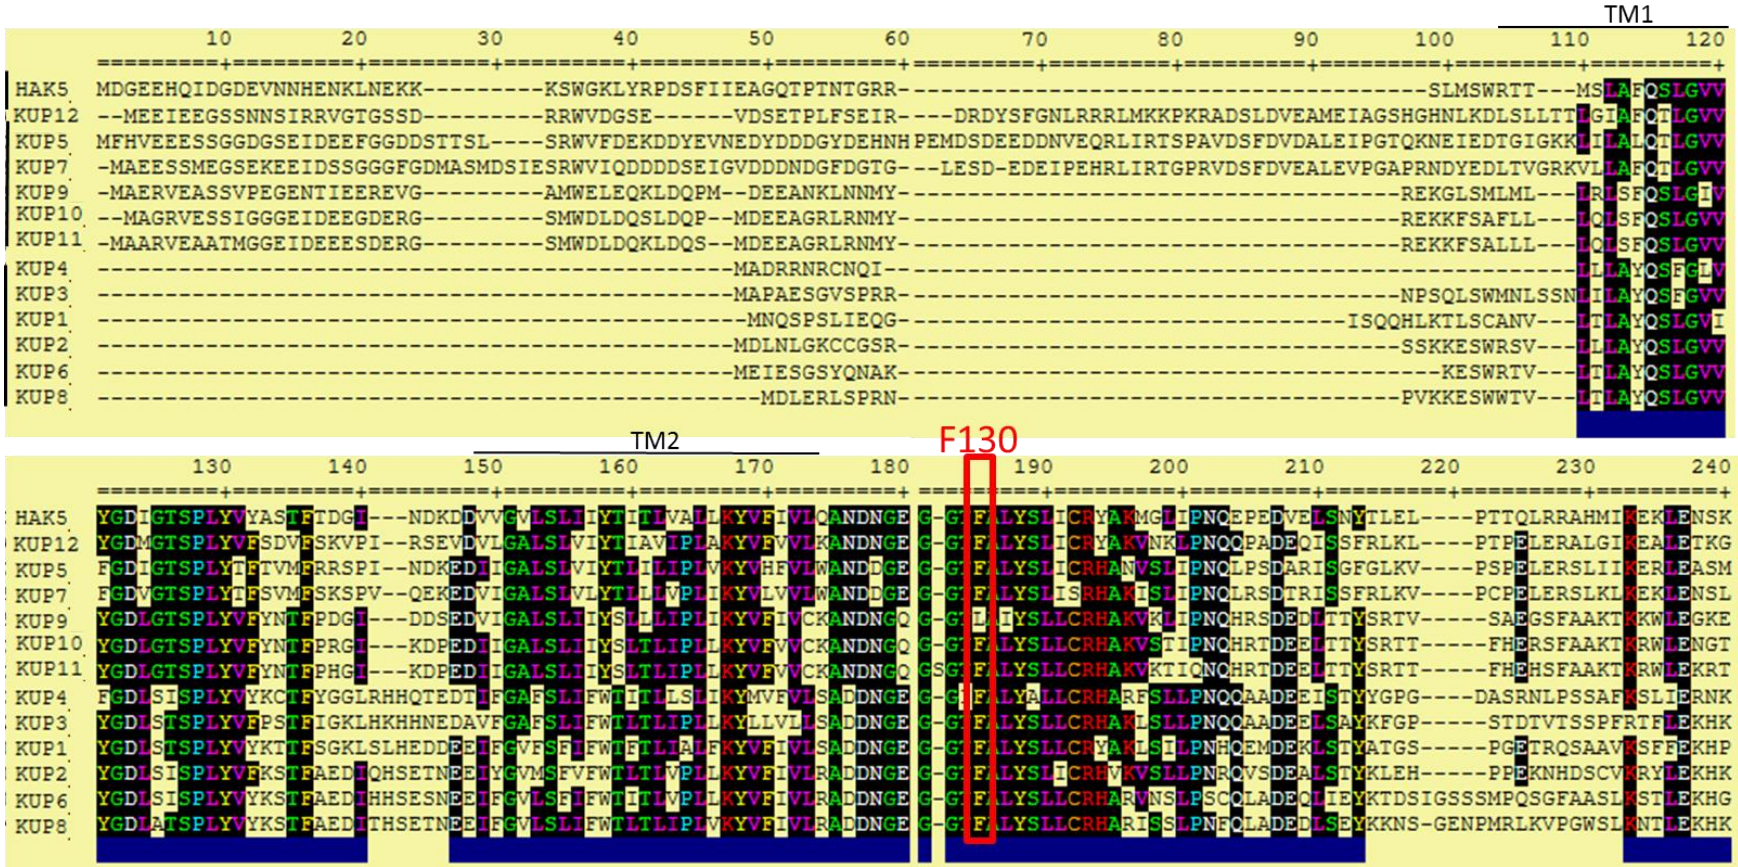 TM1
10 20 30 40 50 60 70 80 90 100 110 120
HAK5 MDGEEHQIDGDEVNNHENKLNEKK---------KSWGKLYRPDSFIIEAGQTPTNTGRR---------------------------------------SLMSWRTT---MSLAFQSLGVV
KUP12 --MEEIEEGSSNNSIRRVGTGSSD---------RRWVDGSE------VDSETPLFSEIR----DRDYSFGNLRRRLMKKPKRADSLDVEAMEIAGSHGHNLKDLSLLTTLGIAFQTLGVV
KUP5 MFHVEEESSGGDGSEIDEEFGGDDSTTSL----SRWVFDEKDDYEVNEDYDDDGYDEHNHPEMDSDEEDDNVEQRLIRTSPAVDSFDVDALEIPGTQKNEIEDTGIGKKLILALQTLGVV
KUP7 -MAEESSMEGSEKEEIDSSGGGFGDMASMDSIESRWVIQDDDDSEIGVDDDNDGFDGTG---LESD-EDEIPEHRLIRTGPRVDSFDVEALEVPGAPRNDYEDLTVGRKVLLAFQTLGVV
KUP9 -MAERVEASSVPEGENTIEEREVG---------AMWELEQKLDQPM--DEEANKLNNMY-------------------------------------REKGLSMLML---LRLSFQSLGIV
KUP10 --MAGRVESSIGGGEIDEEGDERG---------SMWDLDQSLDQP--MDEEAGRLRNMY-------------------------------------REKKFSAFLL---LQLSFQSLGVV
KUP11 -MAARVEAATMGGEIDEEESDERG---------SMWDLDQKLDQS--MDEEAGRLRNMY-------------------------------------REKKFSALLL---LQLSFQSLGVV
KUP4 -----------------------------------------------MADRRNRCNQI---------------------------------------------------LLLAYQSFGLV
KUP3 -----------------------------------------------MAPAESGVSPRR-------------------------------------NPSQLSWMNLSSNLILAYQSFGVV
KUP1 ------------------------------------------------MNQSPSLIEQG---------------------------------ISQQHLKTLSCANV---LTLAYQSLGVI
KUP2 -----------------------------------------------MDLNLGKCCGSR-------------------------------------SSKKESWRSV---LLLAYQSLGVV
KUP6 -----------------------------------------------MEIESGSYQNAK----------------------------------------KESWRTV---LTLAYQSLGVV
KUP8 -------------------------------------------------MDLERLSPRN-------------------------------------PVKKESWWTV---LTLAYQSLGVV
TM2 F130
130 140 150 160 170 180 190 200 210 220 230 240
HAK5 YGDIGTSPLYVYASTFTDGI---NDKDDVVGVLSLIIYTITLVALLKYVFIVLQANDNGE G-GTFALYSLICRYAKMGLIPNQEPEDVELSNYTLEL----PTTQLRRAHMIKEKLENSK
KUP12 YGDMGTSPLYVFSDVFSKVPI--RSEVDVLGALSLVIYTIAVIPLAKYVFVVLKANDNGE G-GTFALYSLICRYAKVNKLPNQQPADEQISSFRLKL----PTPELERALGIKEALETKG
KUP5 FGDIGTSPLYTFTVMFRRSPI--NDKEDIIGALSLVIYTLILIPLVKYVHFVLWANDDGE G-GTFALYSLICRHANVSLIPNQLPSDARISGFGLKV----PSPELERSLIIKERLEASM
KUP7 FGDVGTSPLYTFSVMFSKSPV--QEKEDVIGALSLVLYTLLLVPLIKYVLVVLWANDDGE G-GTFALYSLISRHAKISLIPNQLRSDTRISSFRLKV----PCPELERSLKLKEKLENSL
KUP9 YGDLGTSPLYVFYNTFPDGI---DDSEDVIGALSLIIYSLLLIPLIKYVFIVCKANDNGQ G-GTLAIYSLLCRHAKVKLIPNQHRSDEDLTTYSRTV----SAEGSFAAKTKKWLEGKE
KUP10 YGDLGTSPLYVFYNTFPRGI---KDPEDIIGALSLIIYSLTLIPLLKYVFVVCKANDNGQ G-GTFALYSLLCRHAKVSTIPNQHRTDEELTTYSRTT----FHERSFAAKTKRWLENGT
KUP11 YGDLGTSPLYVFYNTFPHGI---KDPEDIIGALSLIIYSLTLIPLLKYVFVVCKANDNGQ GSGTFALYSLLCRHAKVKTIQNQHRTDEELTTYSRTT----FHEHSFAAKTKRWLEKRT
KUP4 FGDLSISPLYVYKCTFYGGLRHHQTEDTIFGAFSLIFWTITLLSLIKYMVFVLSADDNGE G-GIFALYALLCRHARFSLLPNQQAADEEISTYYGPG----DASRNLPSSAFKSLIERNK
KUP3 YGDLSTSPLYVFPSTFIGKLHKHHNEDAVFGAFSLIFWTLTLIPLLKYLLVLLSADDNGE G-GTFALYSLLCRHAKLSLLPNQQAADEELSAYKFGP-----STDTVTSSPFRTFLEKHK
KUP1 YGDLSTSPLYVYKTTFSGKLSLHEDDEEIFGVFSFIFWTFTLIALFKYVFIVLSADDNGE G-GTFALYSLLCRYAKLSILPNHQEMDEKLSTYATGS-----PGETRQSAAVKSFFEKHP
KUP2 YGDLSISPLYVFKSTFAEDIQHSETNEEIYGVMSFVFWTLTLVPLLKYVFIVLRADDNGE G-GTFALYSLICRHVKVSLLPNRQVSDEALSTYKLEH-----PPEKNHDSCVKRYLEKHK
KUP6 YGDLSISPLYVYKSTFAEDIHHSESNEEIFGVLSFIFWTITLVPLLKYVFIVLRADDNGE G-GTFALYSLLCRHARVNSLPSCQLADEQLIEYKTDSIGSSSMPQSGFAASLKSTLEKHG
KUP8 YGDLATSPLYVYKSTFAEDITHSETNEEIFGVLSLIFWTLTLIPLVKYVFIVLRADDNGE G-GTFALYSLLCRHARISSLPNFQLADEDLSEYKKNS-GENPMRLKVPGWSLKNTLEKHK